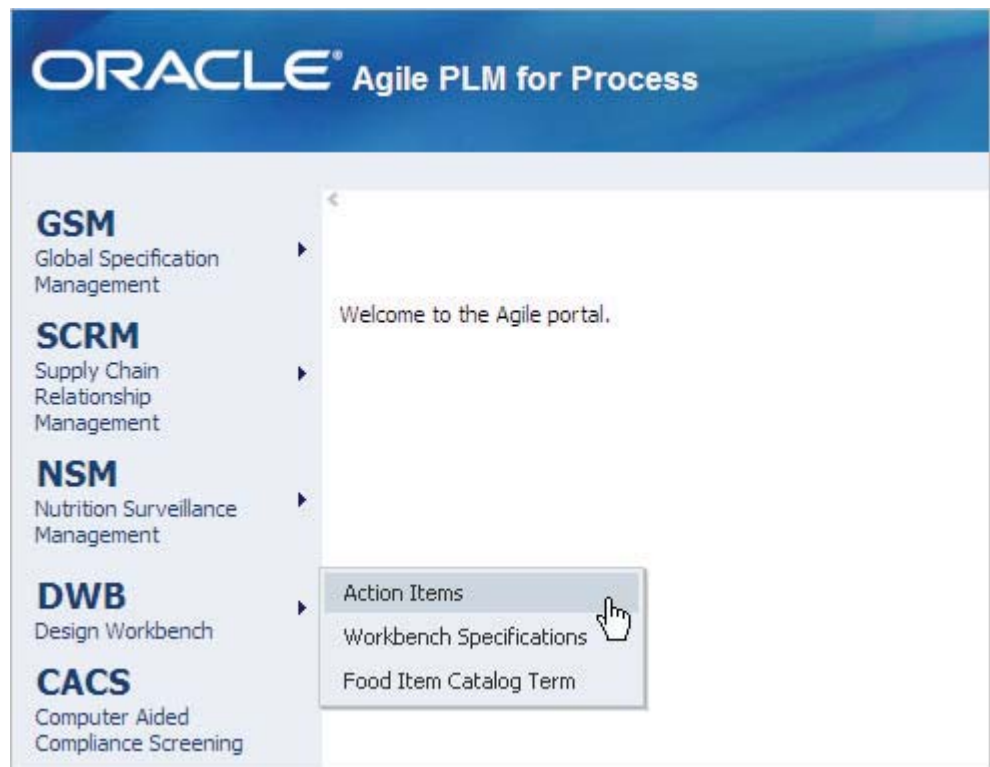 ORACLE® Agile PLM for Process
GSM
Global Specification
Management
Welcome to the Agile portal.
SCRM
Supply Chain
Relationship
Management
NSM
Nutrition Surveillance
Management
DWB
Design Workbench
Action Items
Workbench Specifications
Food Item Catalog Term
CACS
Computer Aided
Compliance Screening